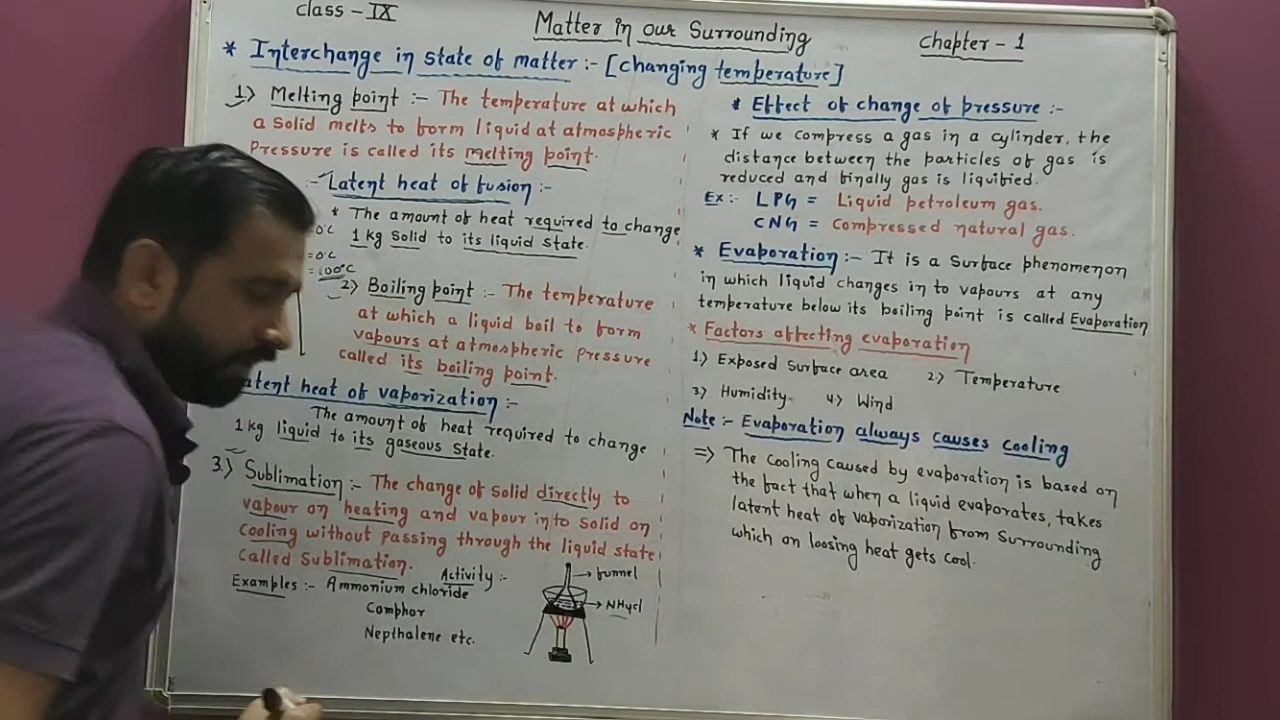 class - IX
Matter in our Surrounding
Chapter - 1
* Interchange in state of matter :- [changing temperature]
1) Melting point :- The temperature at which
a solid melts to form liquid at atmospheric
Pressure is called its melting point.
:- Latent heat of fusion :-
* The amount of heat required to change
0°C 1 kg Solid to its liquid state.
=0°C
=100°C
2) Boiling point :- The temperature
at which a liquid boil to form
vapours at atmospheric pressure
called its boiling point.
atent heat of vaporization :-
The amount of heat required to change
1 kg liquid to its gaseous state.
3.) Sublimation :- The change of solid directly to
vapour on heating and vapour into solid on
cooling without passing through the liquid state
called Sublimation.
Examples :- Ammonium chloride
Comphor
Nepthalene etc.
Activity :-
funnel
NH4Cl
* Effect of change of pressure :-
* If we compress a gas in a cylinder, the
distance between the particles of gas is
reduced and finally gas is liquified.
Ex :- LPG = Liquid petroleum gas.
CNG = Compressed natural gas.
* Evaporation :- It is a surface phenomenon
in which liquid changes in to vapours at any
temperature below its boiling point is called Evaporation
* Factors affecting evaporation
1.) Exposed surface area 2.) Temperature
3) Humidity 4.) Wind
Note :- Evaporation always causes cooling
=> The cooling caused by evaporation is based on
the fact that when a liquid evaporates, takes
latent heat of vaporization from Surrounding
which on loosing heat gets cool.